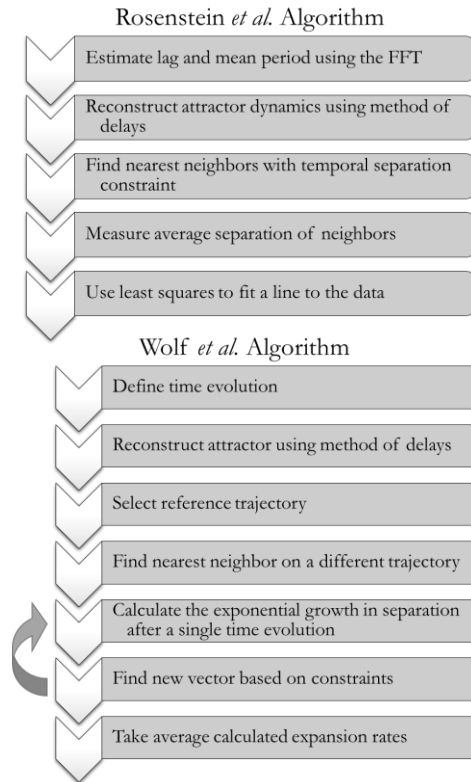 Rosenstein et al. Algorithm
Estimate lag and mean period using the FFT
Reconstruct attractor dynamics using method of
delays
Find nearest neighbors with temporal separation
constraint
Measure average separation of neighbors
Use least squares to fit a line to the data
Wolf et al. Algorithm
Define time evolution
Reconstruct attractor using method of delays
Select reference trajectory
Find nearest neighbor on a different trajectory
Calculate the exponential growth in separation
after a single time evolution
Find new vector based on constraints
Take average calculated expansion rates